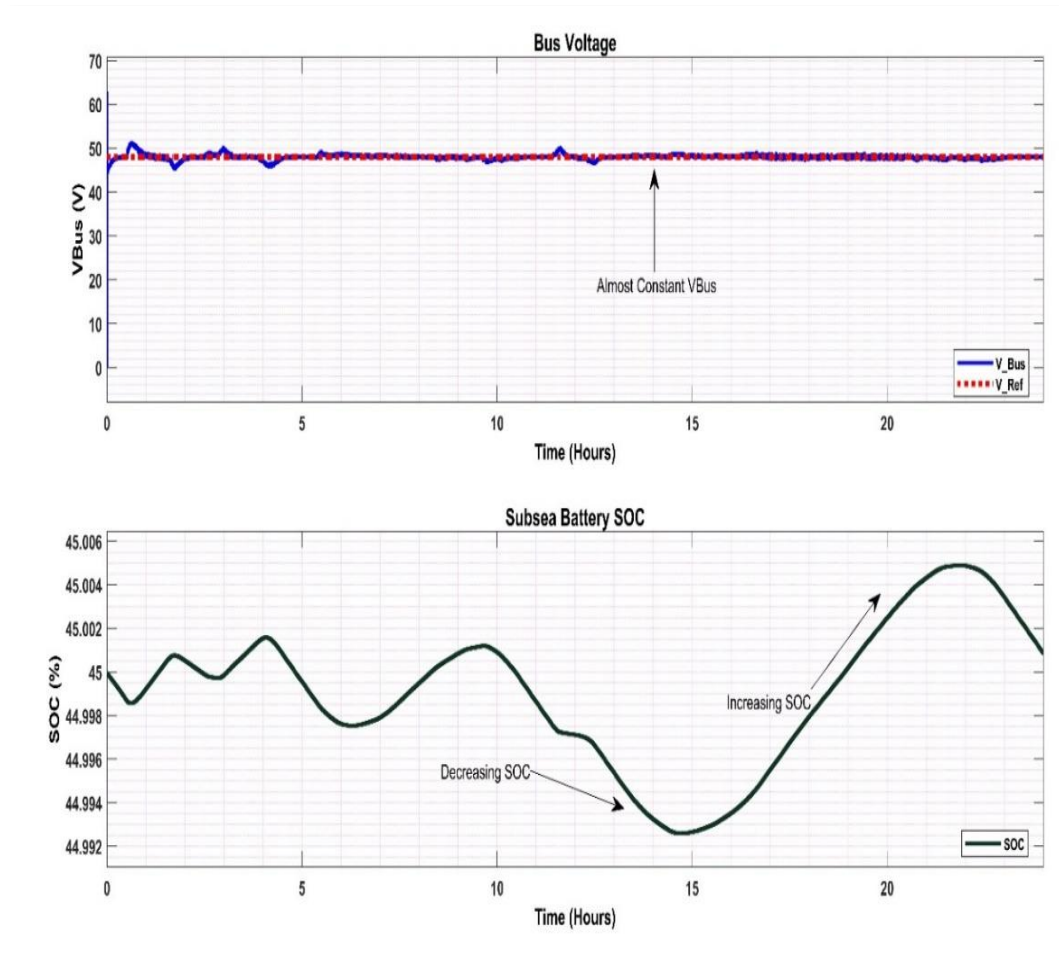 Bus Voltage
70
60
50
40
30
20
10
0
VBus (V)
Almost Constant VBus
V_Bus
V_Ref
0 5 10 15 20
Time (Hours)
Subsea Battery SOC
45.006
45.004
45.002
45
44.998
44.996
44.994
44.992
SOC (%)
Increasing SOC
Decreasing SOC
SOC
0 5 10 15 20
Time (Hours)